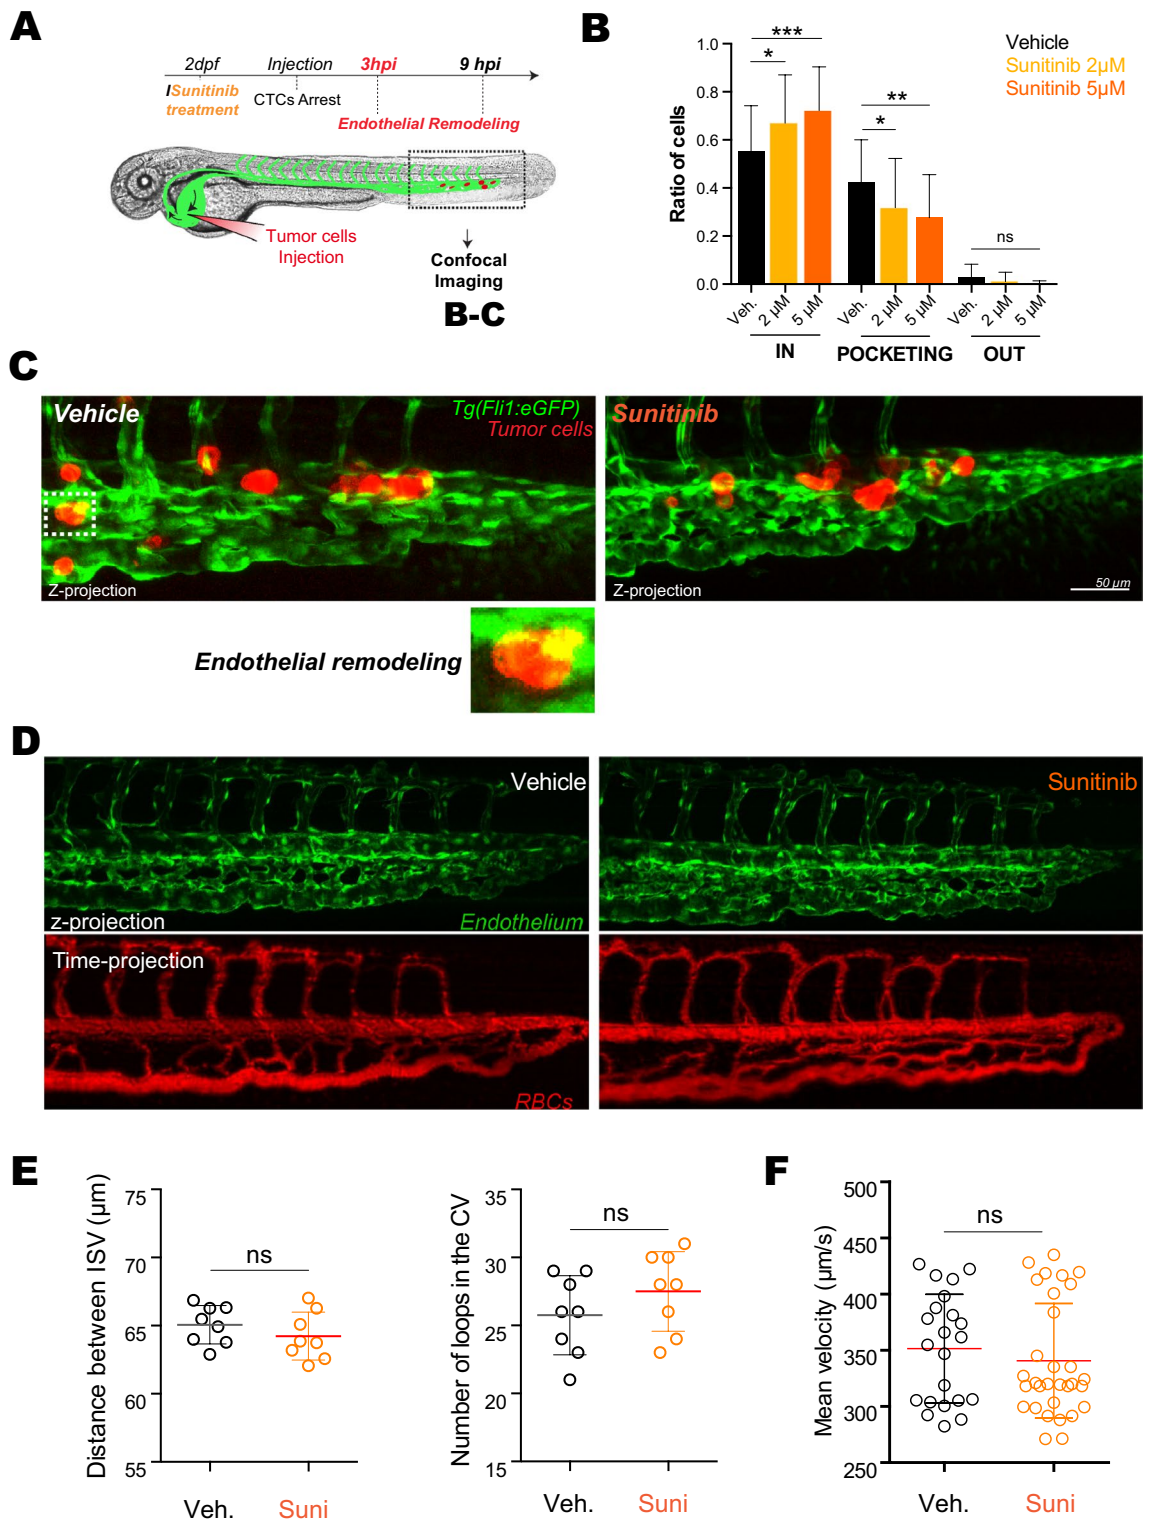 A
2dpf Injection 3hpi 9 hpi
ISunitinib
treatment
CTCs Arrest
Endothelial Remodeling
Tumor cells
Injection
Confocal
Imaging
B-C
B
Vehicle
Sunitinib 2µM
Sunitinib 5µM
Ratio of cells
1.0
0.8
0.6
0.4
0.2
0.0
***
*
**
*
ns
Veh. 2 µM 5 µM Veh. 2 µM 5 µM Veh. 2 µM 5 µM
IN POCKETING OUT
C
Vehicle
Tg(Fli1:eGFP)
Tumor cells
Z-projection
Sunitinib
Z-projection
50 µm
Endothelial remodeling
D
Vehicle
z-projection
Endothelium
Sunitinib
Time-projection
RBCs
E
Distance between ISV (µm)
75
70
65
60
55
ns
Veh. Suni
Number of loops in the CV
35
30
25
20
15
ns
Veh. Suni
F
Mean velocity (µm/s)
500
450
400
350
300
250
ns
Veh. Suni